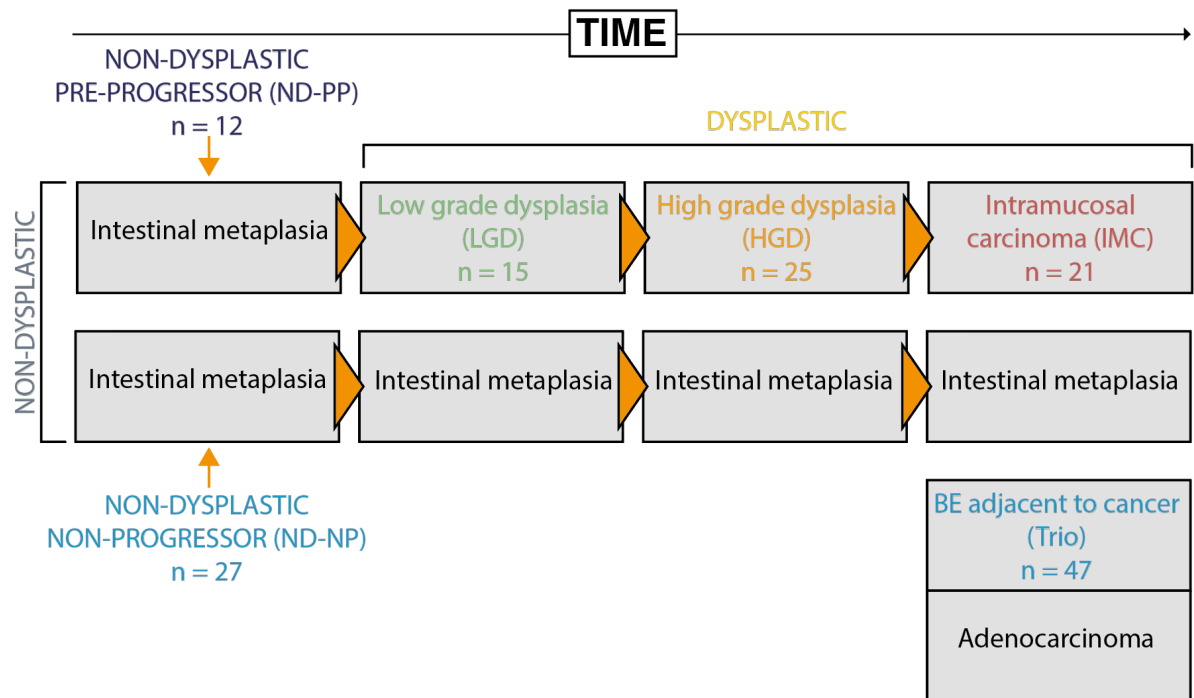 TIME
NON-DYSPLASTIC
PRE-PROGRESSOR (ND-PP)
n = 12
DYSPLASTIC
NON-DYSPLASTIC
Intestinal metaplasia
Low grade dysplasia
(LGD)
n = 15
High grade dysplasia
(HGD)
n = 25
Intramucosal
carcinoma (IMC)
n = 21
Intestinal metaplasia
Intestinal metaplasia
Intestinal metaplasia
Intestinal metaplasia
NON-DYSPLASTIC
NON-PROGRESSOR (ND-NP)
n = 27
BE adjacent to cancer
(Trio)
n = 47
Adenocarcinoma